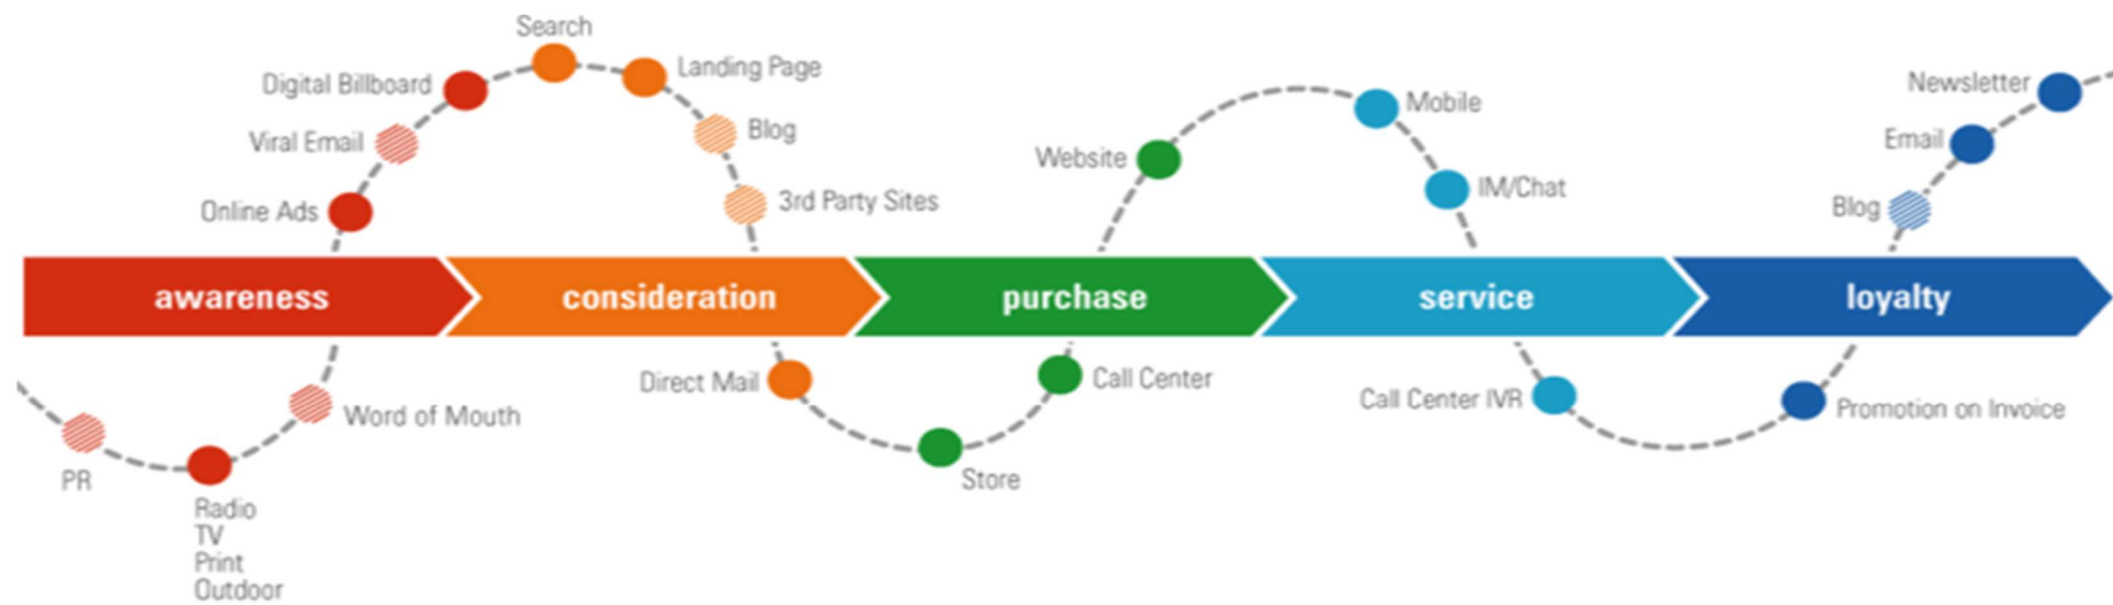 Search
Digital Billboard
Landing Page
Viral Email
Blog
Online Ads
3rd Party Sites
Website
Mobile
IM/Chat
Newsletter
Email
Blog
awareness
consideration
purchase
service
loyalty
PR
Radio
TV
Print
Outdoor
Word of Mouth
Direct Mail
Store
Call Center
Call Center IVR
Promotion on Invoice